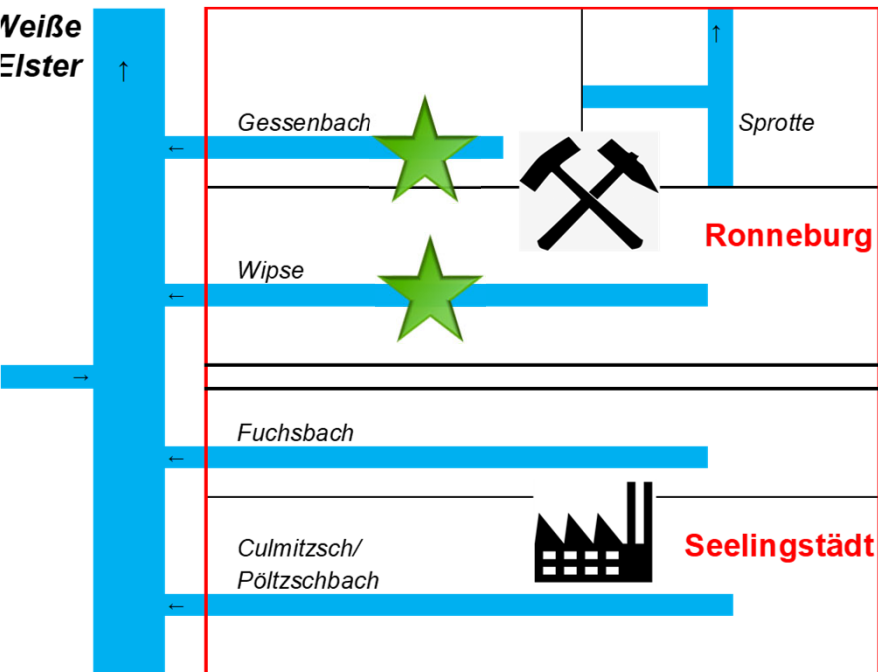 Weiße
Elster
↑
↑
Gessenbach
←
Sprotte
Ronneburg
Wipse
←
→
Fuchsbach
←
Culmitzsch/
Pöltzschbach
Seelingstädt
←